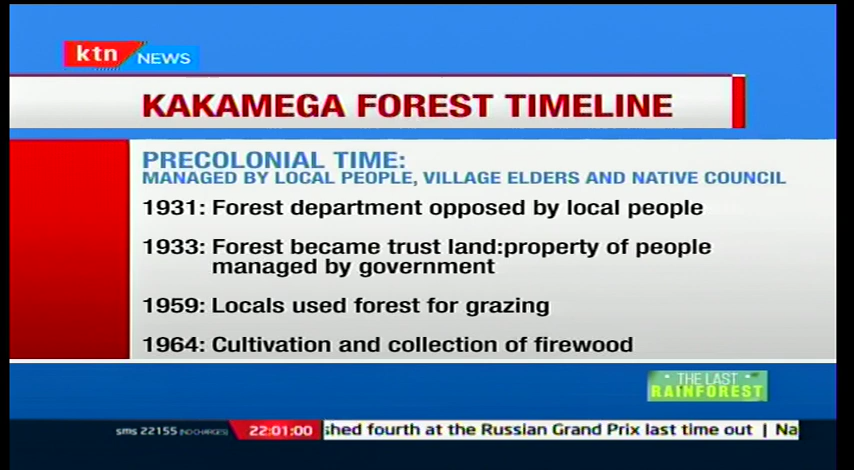 ktn NEWS
KAKAMEGA FOREST TIMELINE
PRECOLONIAL TIME:
MANAGED BY LOCAL PEOPLE, VILLAGE ELDERS AND NATIVE COUNCIL
1931: Forest department opposed by local people
1933: Forest became trust land:property of people
managed by government
1959: Locals used forest for grazing
1964: Cultivation and collection of firewood
THE LAST
RAINFOREST
sms 22155 (NO CHARGES) 22:01:00 shed fourth at the Russian Grand Prix last time out | Na